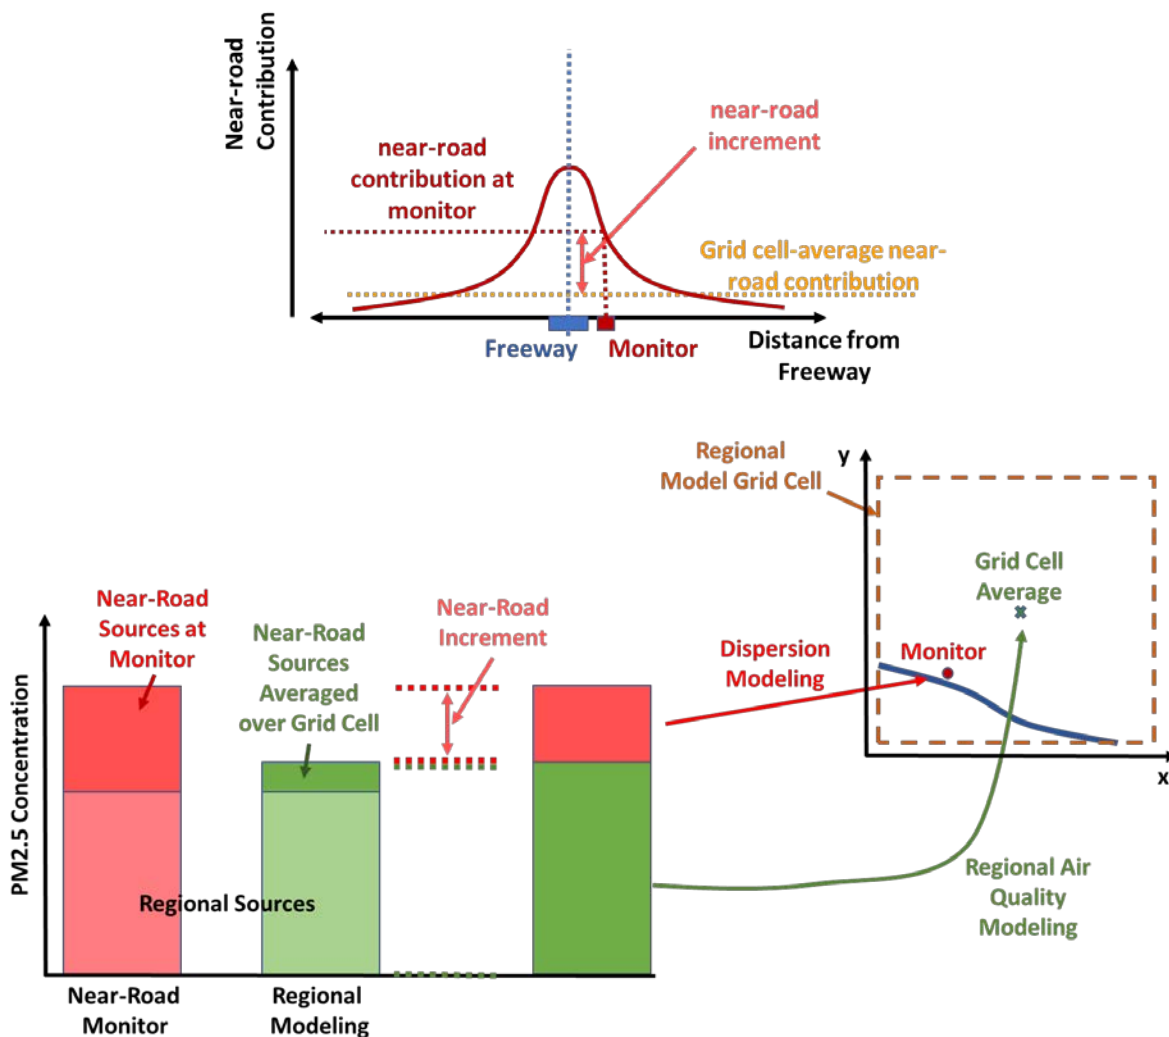 Near-road
Contribution
near-road
increment
near-road
contribution at
monitor
Grid cell-average near-
road contribution
Freeway
Monitor
Distance from
Freeway
Regional
Model Grid Cell
y
Grid Cell
Average
Monitor
x
Dispersion
Modeling
Regional Air
Quality
Modeling
Near-Road
Sources at
Monitor
Near-Road
Sources
Averaged
over Grid Cell
Near-Road
Increment
PM2.5 Concentration
Regional Sources
Near-Road
Monitor
Regional
Modeling